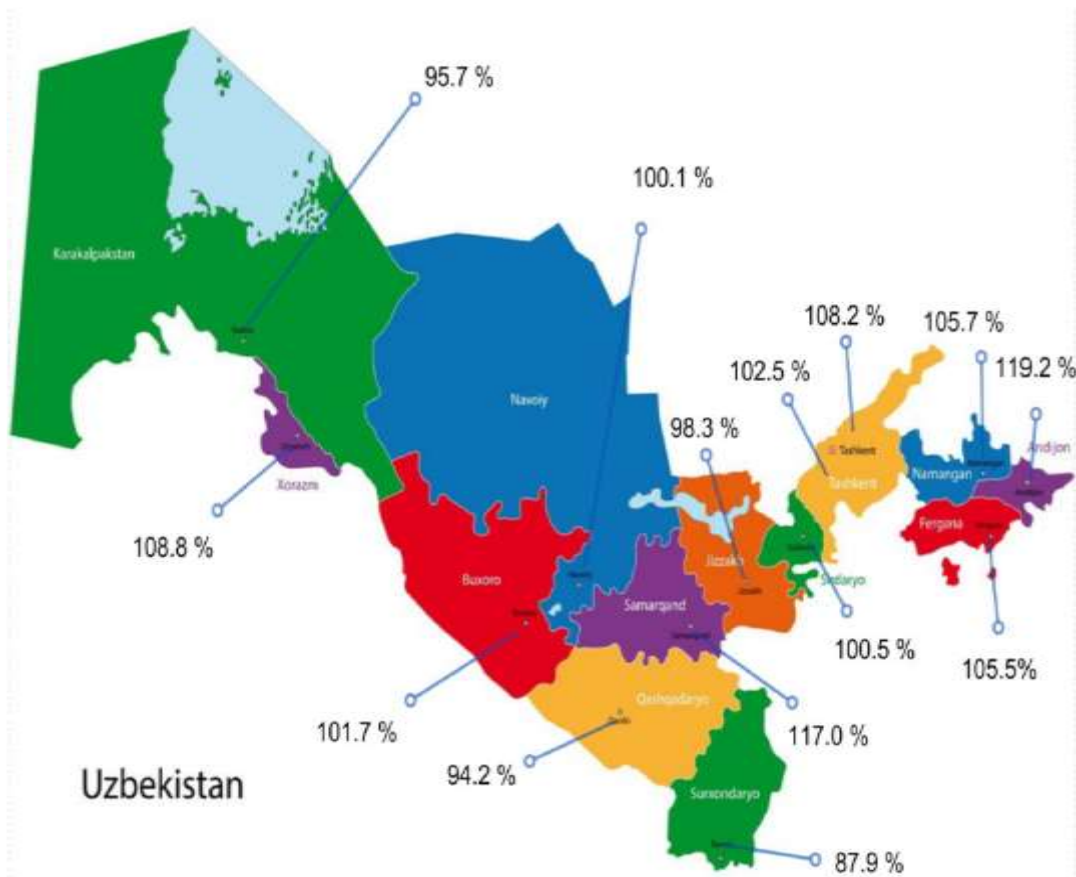 95.7 %
100.1 %
Karakalpakstan
108.2 %
105.7 %
119.2 %
102.5 %
Navoiy
98.3 %
Tashkent
Andijon
Namangan
Tashkent
Xorazm
Fergana
108.8 %
Buxoro
Jizzakh
Sirdaryo
Samarqand
100.5 %
105.5%
Qashqadaryo
101.7 %
117.0 %
94.2 %
Uzbekistan
Surxondaryo
87.9 %